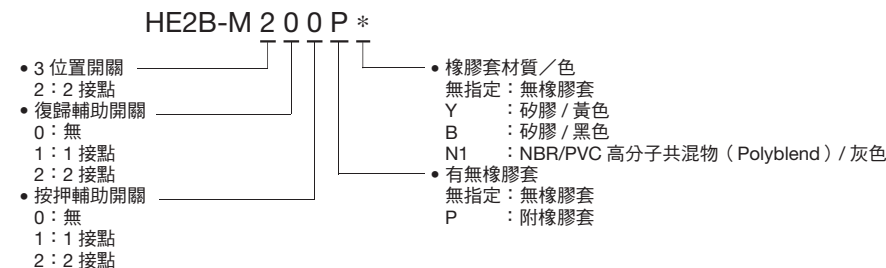 HE2B-M 2 0 0 P *
• 3 位置開關
2：2 接點
• 復歸輔助開關
0：無
1：1 接點
2：2 接點
• 按押輔助開關
0：無
1：1 接點
2：2 接點
• 橡膠套材質／色
無指定：無橡膠套
Y ：矽膠 / 黃色
B ：矽膠 / 黑色
N1 ：NBR/PVC 高分子共混物（Polyblend）/ 灰色
• 有無橡膠套
無指定：無橡膠套
P ：附橡膠套